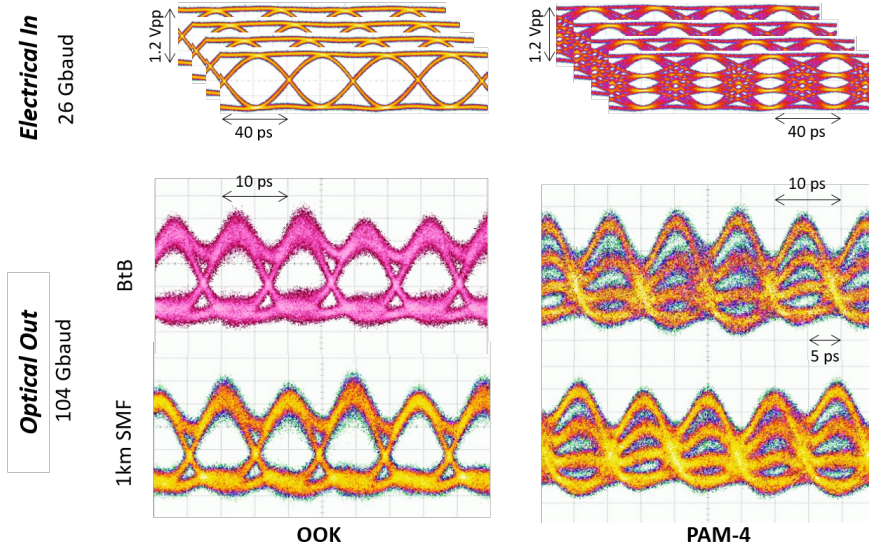 Electrical In
26 Gbaud
1.2 Vpp
40 ps
1.2 Vpp
40 ps
Optical Out
104 Gbaud
BtB
10 ps
10 ps
5 ps
1km SMF
OOK
PAM-4